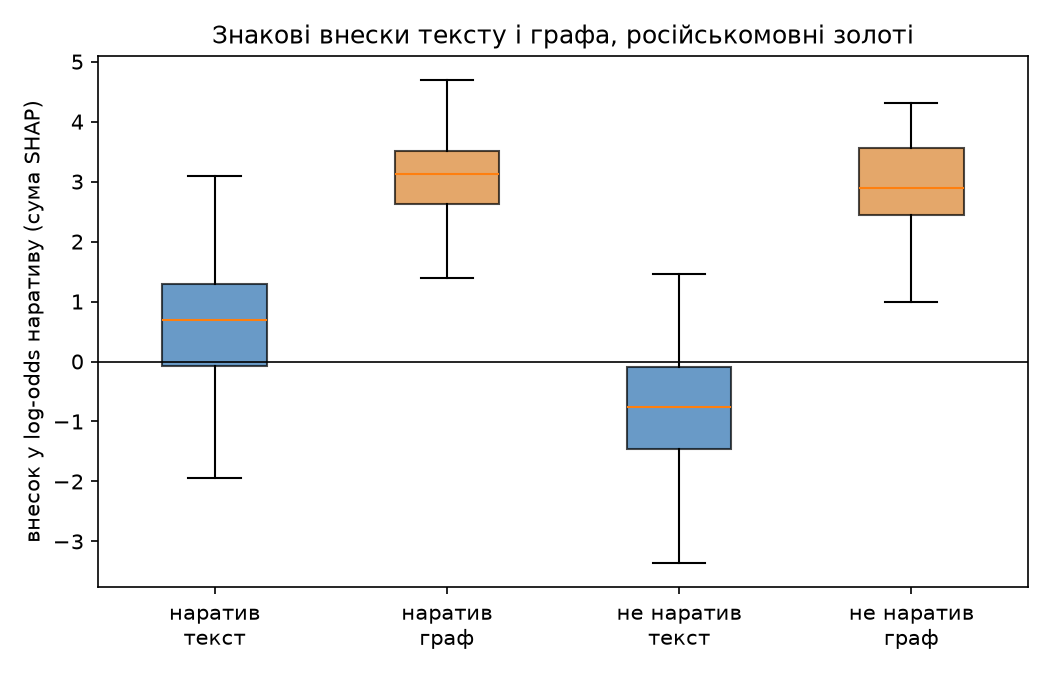 Знакові внески тексту і графа, російськомовні золоті
внесок у log-odds наративу (сума SHAP)
5
4
3
2
1
0
−1
−2
−3
наратив
текст
наратив
граф
не наратив
текст
не наратив
граф